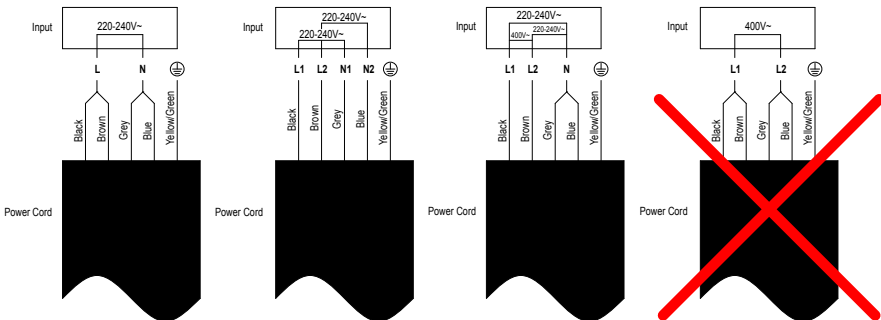 Input
220-240V~
L N
Black
Brown
Grey
Blue
Yellow/Green
Power Cord
Input
220-240V~
220-240V~
L1 L2 N1 N2
Black
Brown
Grey
Blue
Yellow/Green
Power Cord
Input
220-240V~
400V~ 220-240V~
L1 L2 N
Black
Brown
Grey
Blue
Yellow/Green
Power Cord
Input
400V~
L1 L2
Black
Brown
Grey
Blue
Yellow/Green
Power Cord